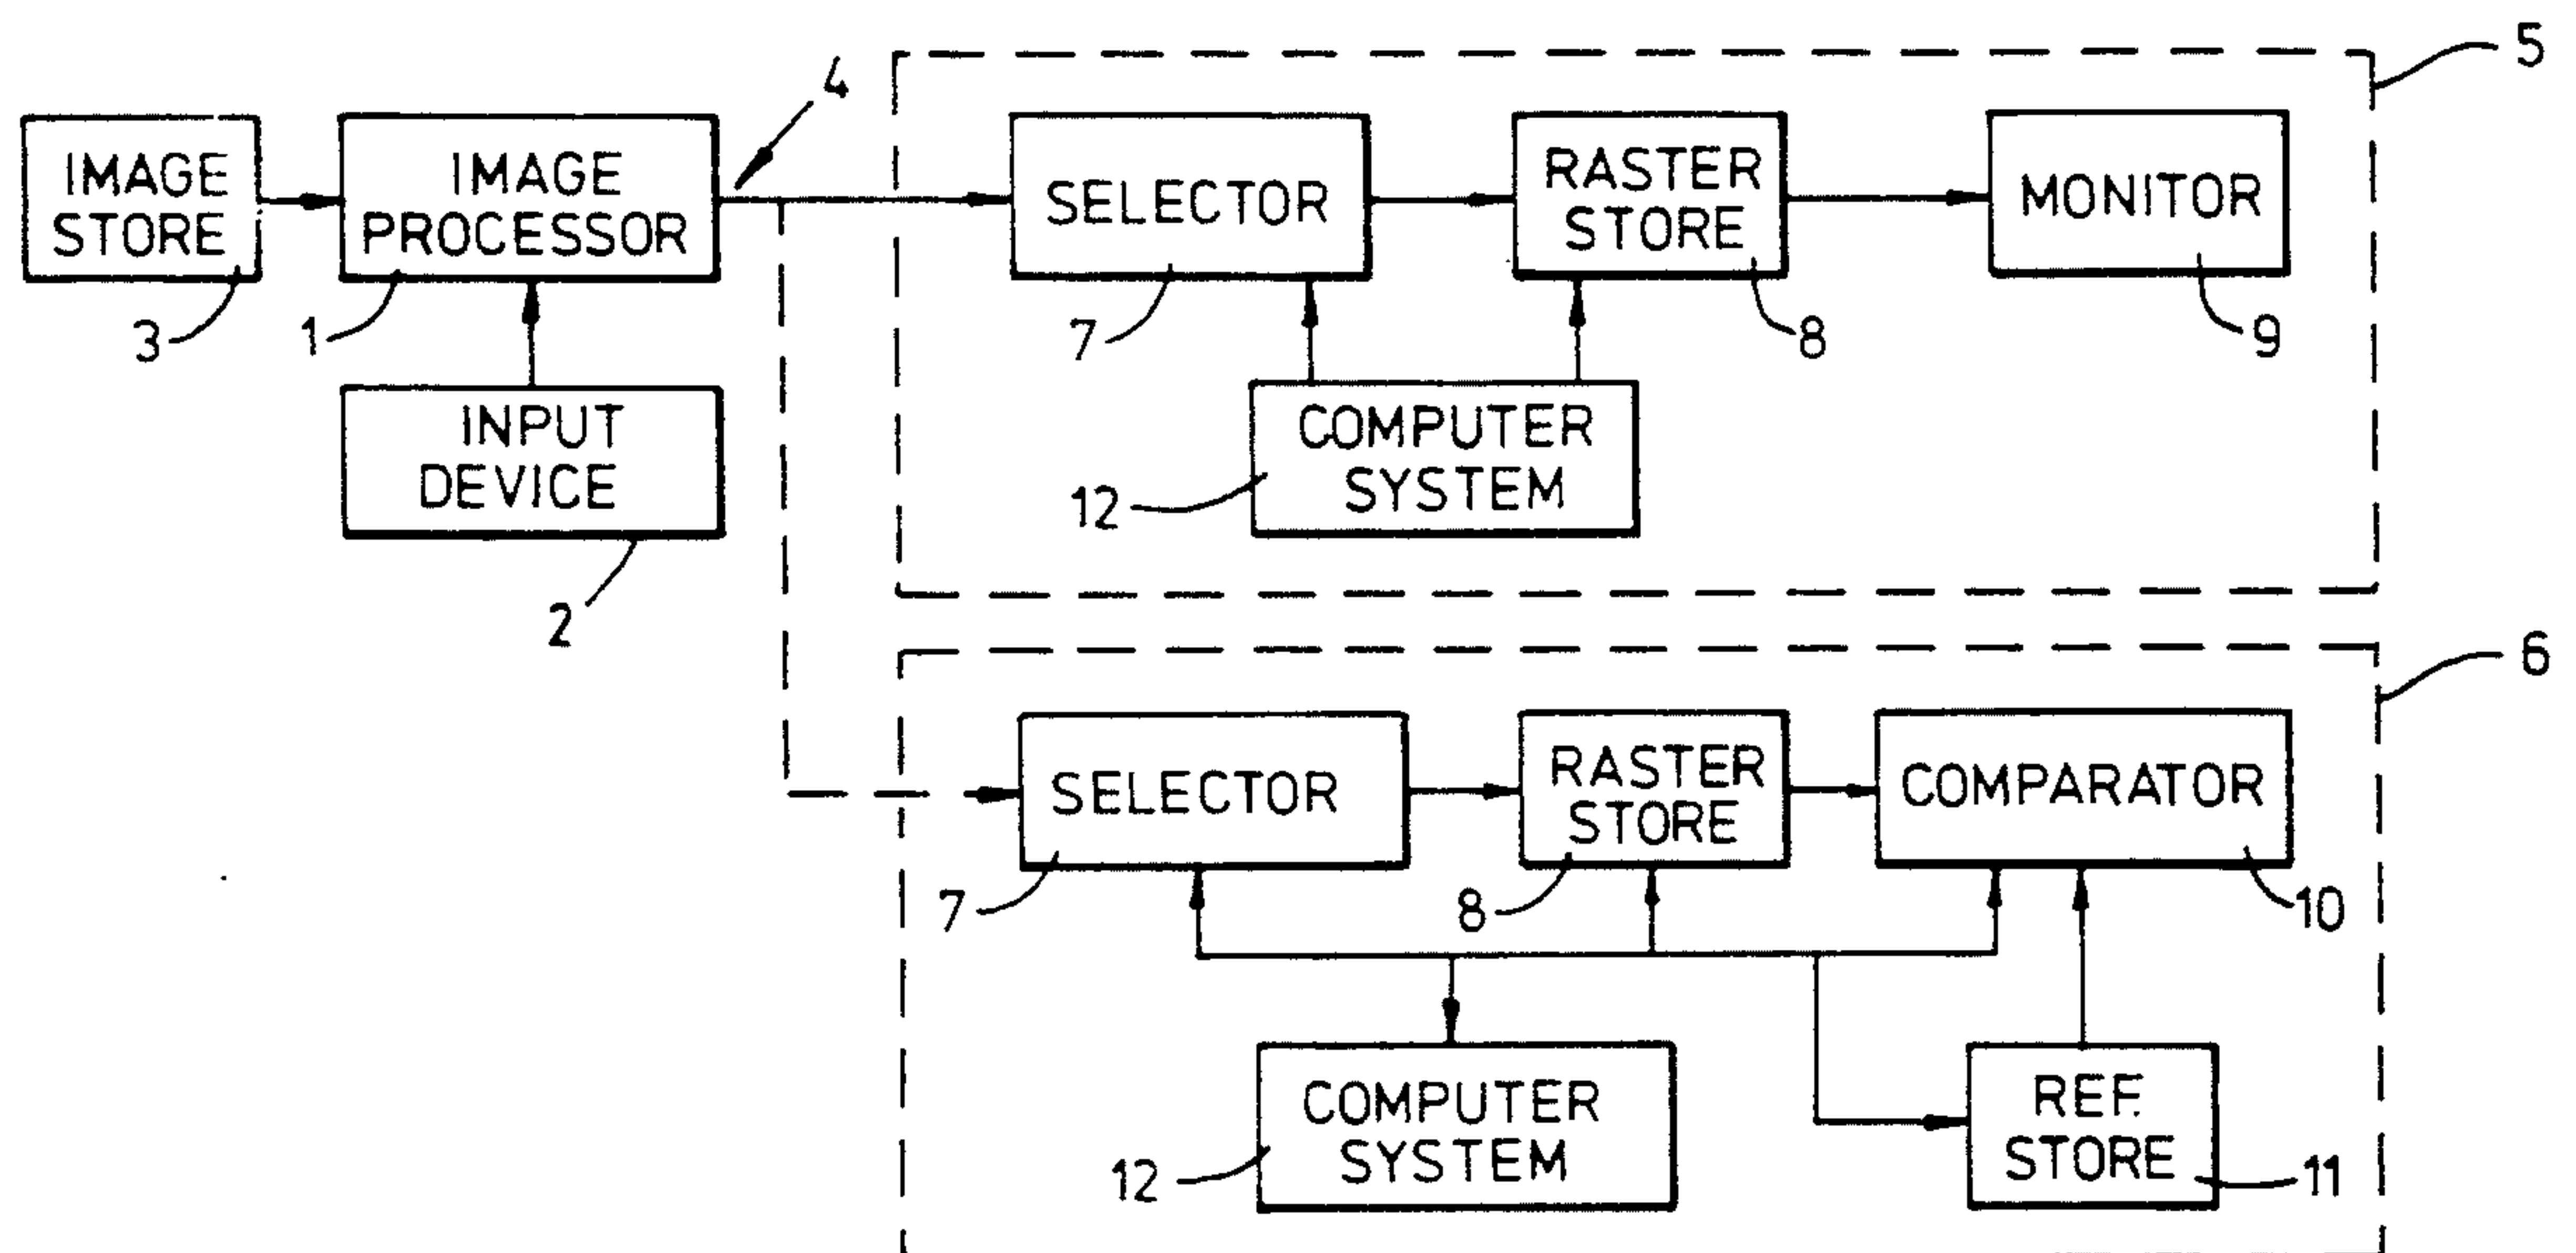 4
5
IMAGE
STORE
3
IMAGE
PROCESSOR
1
INPUT
DEVICE
2
SELECTOR
7
RASTER
STORE
8
MONITOR
9
COMPUTER
SYSTEM
12
6
SELECTOR
7
RASTER
STORE
8
COMPARATOR
10
COMPUTER
SYSTEM
12
REF.
STORE
11